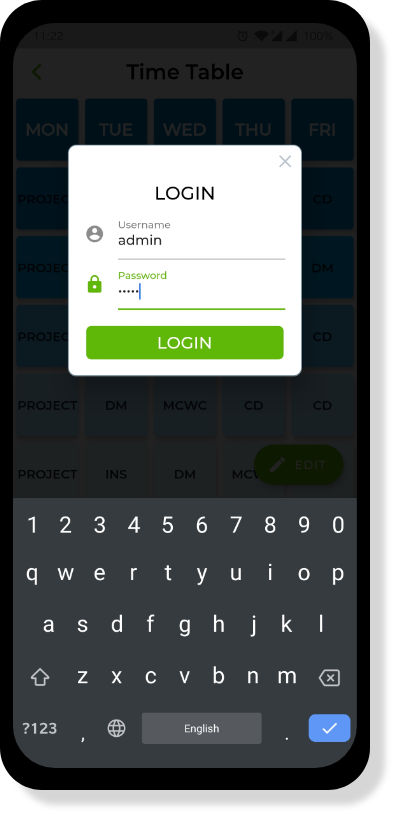 11:22 100%
Time Table
MON TUE WED THU FRI
PROJECT CD
LOGIN
Username
admin
PROJECT DM
Password
•••••
PROJECT CD
LOGIN
PROJECT DM MCWC CD CD
PROJECT INS DM MCW
EDIT
1 2 3 4 5 6 7 8 9 0
q w e r t y u i o p
a s d f g h j k l
z x c v b n m
?123 , English .